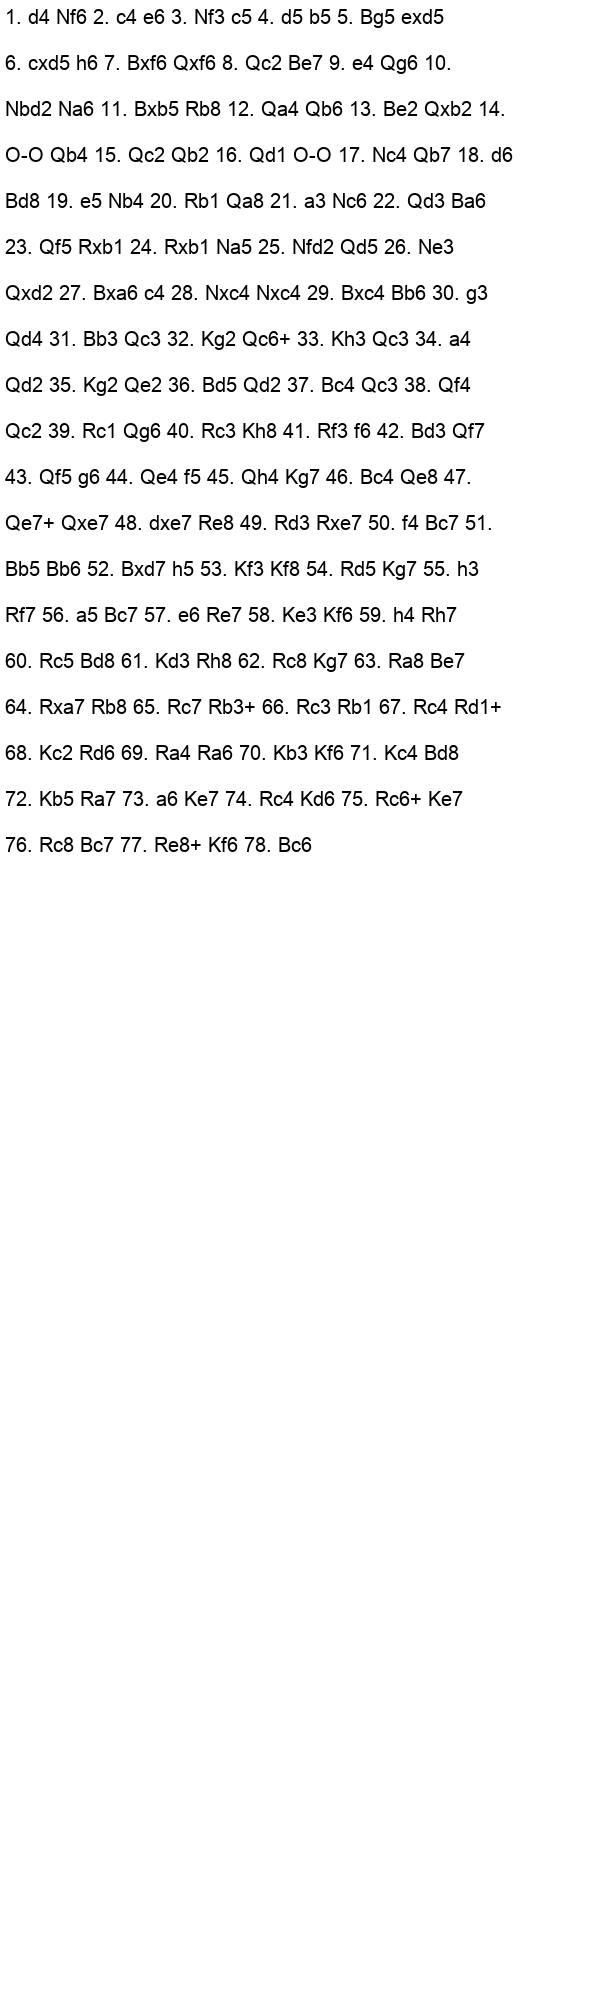 1. d4 Nf6 2. c4 e6 3. Nf3 c5 4. d5 b5 5. Bg5 exd5
6. cxd5 h6 7. Bxf6 Qxf6 8. Qc2 Be7 9. e4 Qg6 10.
Nbd2 Na6 11. Bxb5 Rb8 12. Qa4 Qb6 13. Be2 Qxb2 14.
O-O Qb4 15. Qc2 Qb2 16. Qd1 O-O 17. Nc4 Qb7 18. d6
Bd8 19. e5 Nb4 20. Rb1 Qa8 21. a3 Nc6 22. Qd3 Ba6
23. Qf5 Rxb1 24. Rxb1 Na5 25. Nfd2 Qd5 26. Ne3
Qxd2 27. Bxa6 c4 28. Nxc4 Nxc4 29. Bxc4 Bb6 30. g3
Qd4 31. Bb3 Qc3 32. Kg2 Qc6+ 33. Kh3 Qc3 34. a4
Qd2 35. Kg2 Qe2 36. Bd5 Qd2 37. Bc4 Qc3 38. Qf4
Qc2 39. Rc1 Qg6 40. Rc3 Kh8 41. Rf3 f6 42. Bd3 Qf7
43. Qf5 g6 44. Qe4 f5 45. Qh4 Kg7 46. Bc4 Qe8 47.
Qe7+ Qxe7 48. dxe7 Re8 49. Rd3 Rxe7 50. f4 Bc7 51.
Bb5 Bb6 52. Bxd7 h5 53. Kf3 Kf8 54. Rd5 Kg7 55. h3
Rf7 56. a5 Bc7 57. e6 Re7 58. Ke3 Kf6 59. h4 Rh7
60. Rc5 Bd8 61. Kd3 Rh8 62. Rc8 Kg7 63. Ra8 Be7
64. Rxa7 Rb8 65. Rc7 Rb3+ 66. Rc3 Rb1 67. Rc4 Rd1+
68. Kc2 Rd6 69. Ra4 Ra6 70. Kb3 Kf6 71. Kc4 Bd8
72. Kb5 Ra7 73. a6 Ke7 74. Rc4 Kd6 75. Rc6+ Ke7
76. Rc8 Bc7 77. Re8+ Kf6 78. Bc6